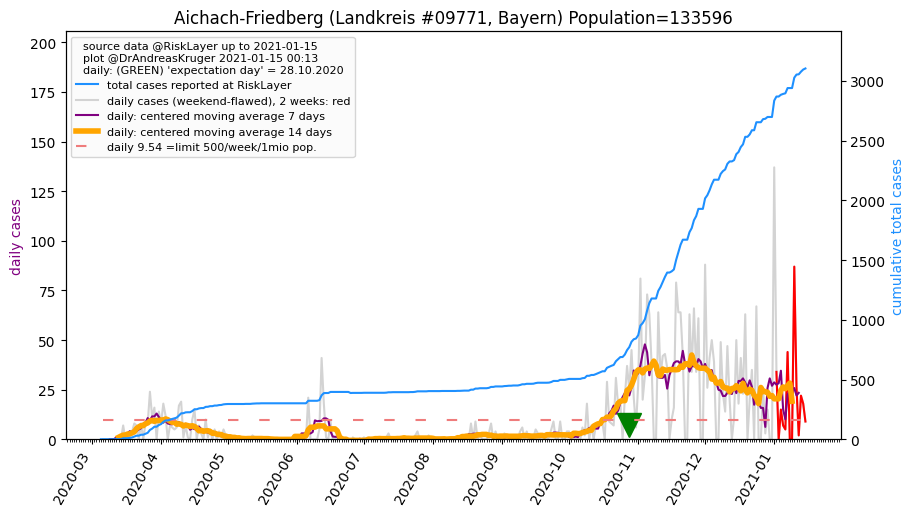 Aichach-Friedberg (Landkreis #09771, Bayern) Population=133596
source data @RiskLayer up to 2021-01-15
plot @DrAndreasKruger 2021-01-15 00:13
daily: (GREEN) 'expectation day' = 28.10.2020
total cases reported at RiskLayer
daily cases (weekend-flawed), 2 weeks: red
daily: centered moving average 7 days
daily: centered moving average 14 days
daily 9.54 =limit 500/week/1mio pop.
daily cases
200
175
150
125
100
75
50
25
0
cumulative total cases
3000
2500
2000
1500
1000
500
0
2020-03
2020-04
2020-05
2020-06
2020-07
2020-08
2020-09
2020-10
2020-11
2020-12
2021-01